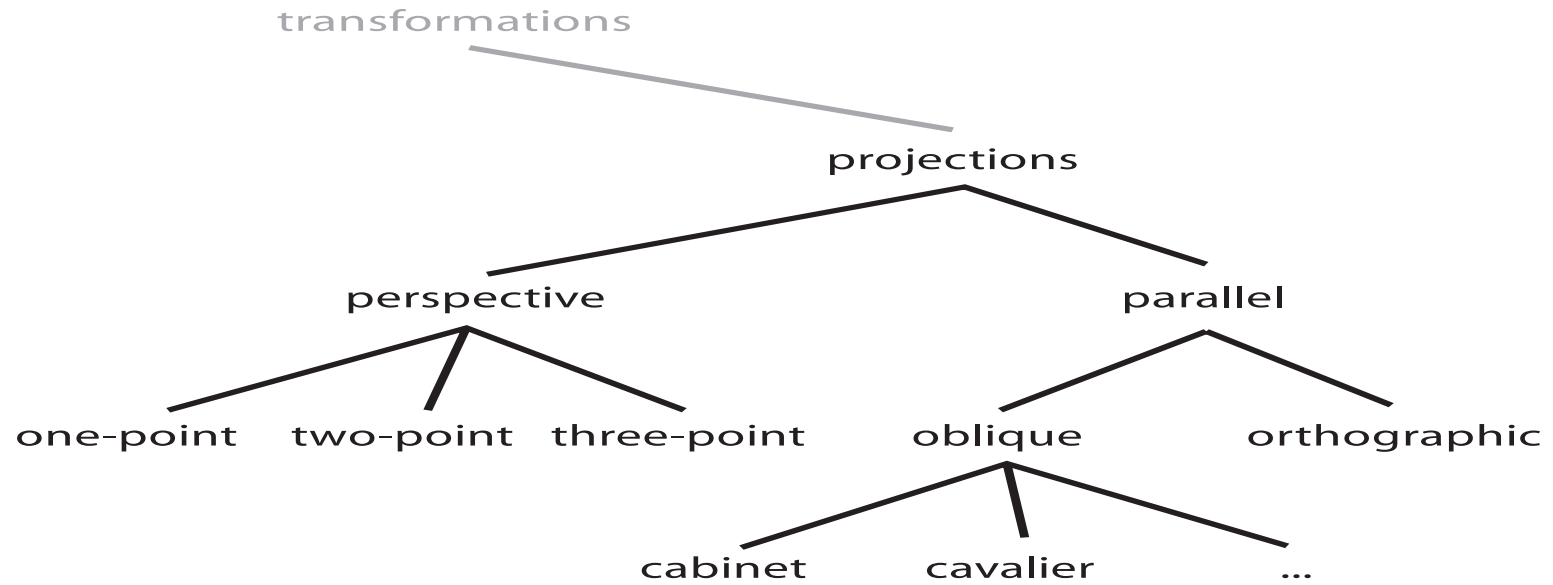 transformations
projections
perspective parallel
one-point two-point three-point oblique orthographic
cabinet cavalier ...